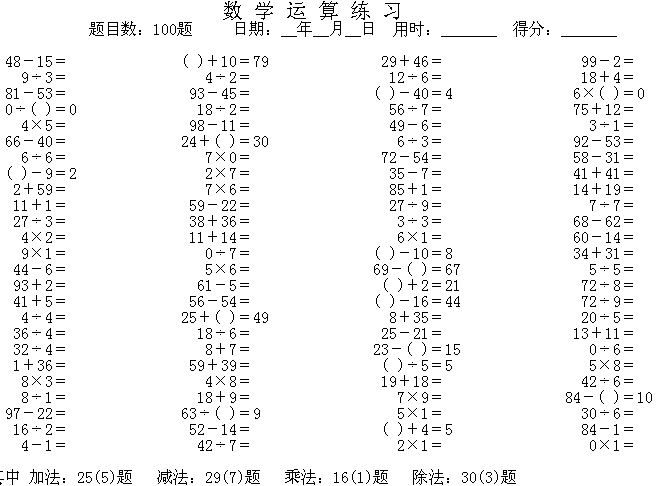 数 学 运 算 练 习
题目数: 100题 日期: __年__月__日 用时: _______ 得分: _______
48－15＝ ( )＋10＝79 29＋46＝ 99－2＝
9÷3＝ 4÷2＝ 12÷6＝ 18＋4＝
81－53＝ 93－45＝ ( )－40＝4 6×( )＝0
0÷( )＝0 18÷2＝ 56÷7＝ 75＋12＝
4×5＝ 98－11＝ 49－6＝ 3÷1＝
66－40＝ 24＋( )＝30 6÷3＝ 92－53＝
6÷6＝ 7×0＝ 72－54＝ 58－31＝
( )－9＝2 2×7＝ 35－7＝ 41＋41＝
2＋59＝ 7×6＝ 85＋1＝ 14＋19＝
11＋1＝ 59－22＝ 27÷9＝ 7÷7＝
27÷3＝ 38＋36＝ 3÷3＝ 68－62＝
4×2＝ 11＋14＝ 6×1＝ 60－14＝
9×1＝ 0÷7＝ ( )－10＝8 34＋31＝
44－6＝ 5×6＝ 69－( )＝67 5÷5＝
93＋2＝ 61－5＝ ( )＋2＝21 72÷8＝
41＋5＝ 56－54＝ ( )－16＝44 72÷9＝
4÷4＝ 25＋( )＝49 8＋35＝ 20÷5＝
36÷4＝ 18÷6＝ 25－21＝ 13＋11＝
32÷4＝ 8＋7＝ 23－( )＝15 0÷6＝
1＋36＝ 59＋39＝ ( )÷5＝5 5×8＝
8×3＝ 4×8＝ 19＋18＝ 42÷6＝
8÷1＝ 18＋9＝ 7×9＝ 84－( )＝10
97－22＝ 63÷( )＝9 5×1＝ 30÷6＝
16÷2＝ 52－14＝ ( )＋4＝5 84－1＝
4－1＝ 42÷7＝ 2×1＝ 0×1＝
其中 加法: 25(5)题 减法: 29(7)题 乘法: 16(1)题 除法: 30(3)题